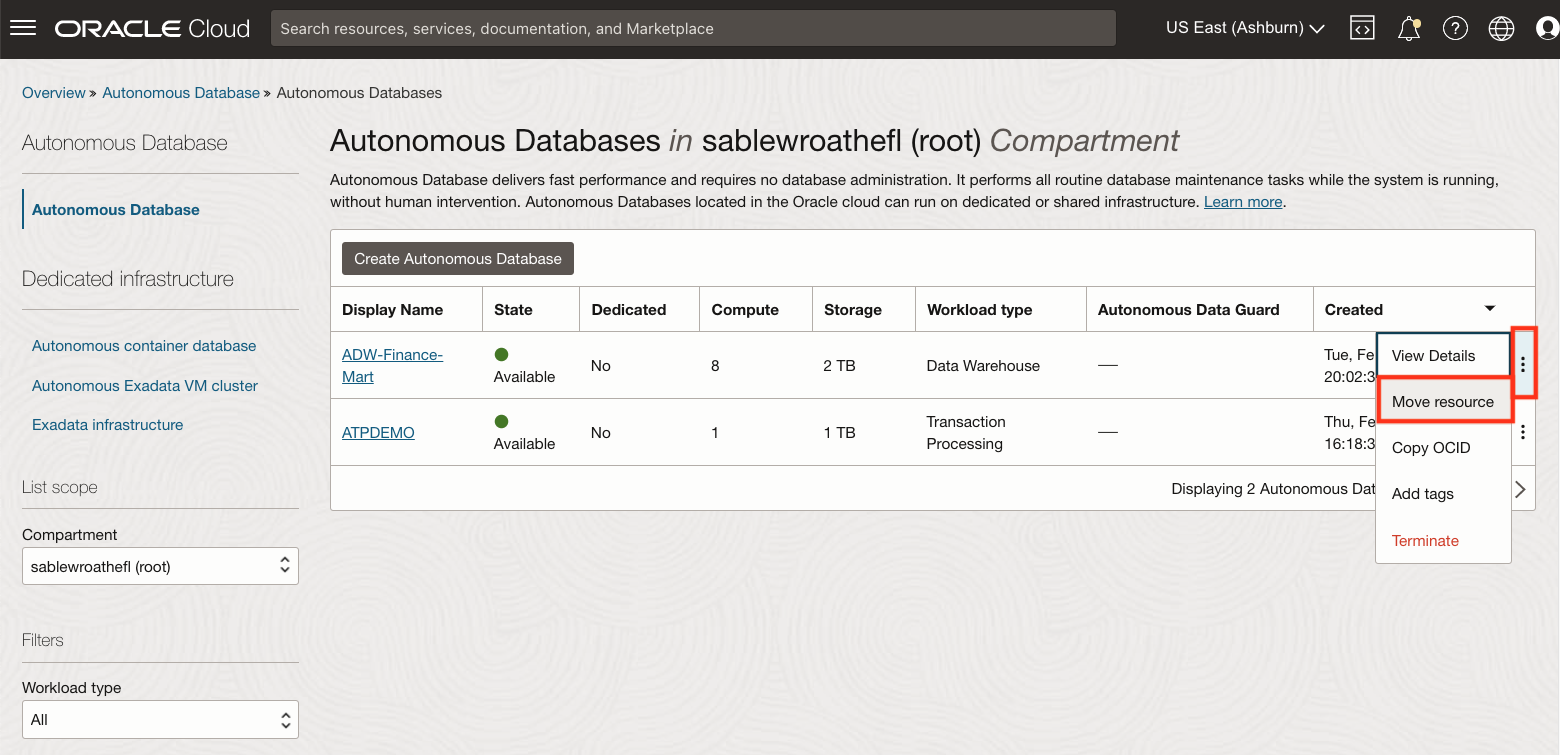 ORACLE Cloud
Search resources, services, documentation, and Marketplace
US East (Ashburn)
Overview » Autonomous Database » Autonomous Databases
Autonomous Database
Autonomous Database
Dedicated infrastructure
Autonomous container database
Autonomous Exadata VM cluster
Exadata infrastructure
List scope
Compartment
sablewroathefl (root)
Filters
Workload type
All
Autonomous Databases in sablewroathefl (root) Compartment
Autonomous Database delivers fast performance and requires no database administration. It performs all routine database maintenance tasks while the system is running,
without human intervention. Autonomous Databases located in the Oracle cloud can run on dedicated or shared infrastructure. Learn more.
Create Autonomous Database
Display Name State Dedicated Compute Storage Workload type Autonomous Data Guard Created
ADW-Finance-
Mart
Available
No
8
2 TB
Data Warehouse
—
Tue, Fe
20:02:3
ATPDEMO
Available
No
1
1 TB
Transaction
Processing
—
Thu, Fe
16:18:3
Displaying 2 Autonomous Dat
View Details
Move resource
Copy OCID
Add tags
Terminate